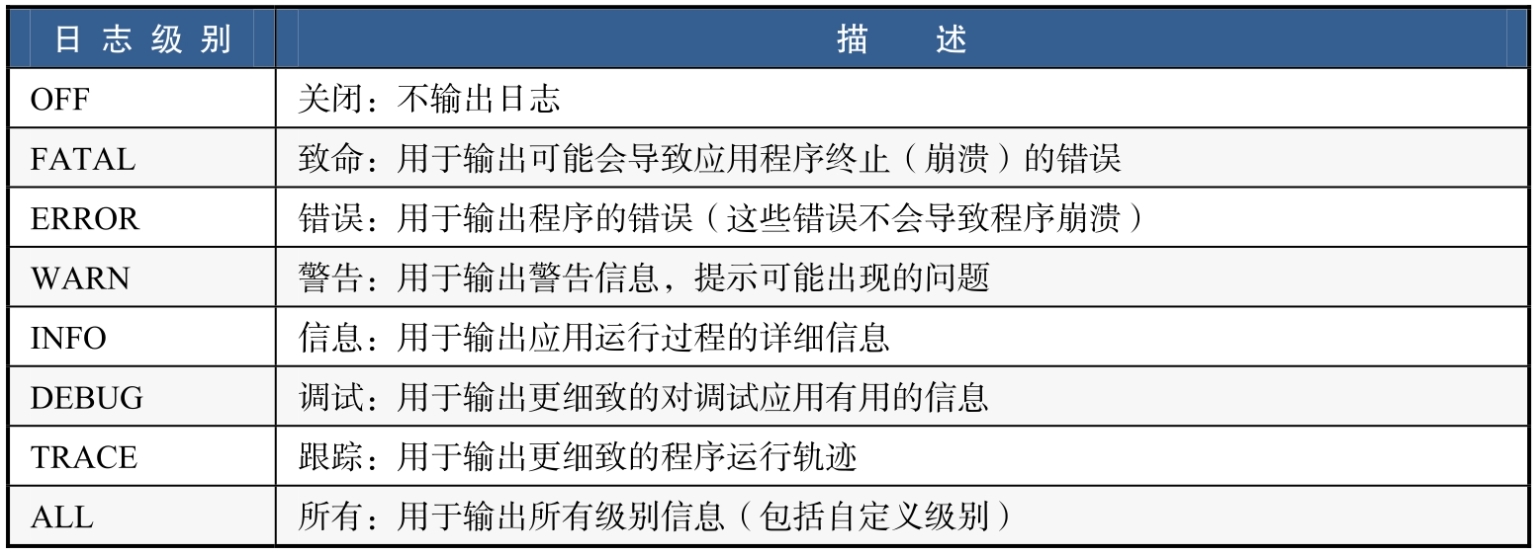 日志级别 描述
OFF 关闭：不输出日志
FATAL 致命：用于输出可能会导致应用程序终止（崩溃）的错误
ERROR 错误：用于输出程序的错误（这些错误不会导致程序崩溃）
WARN 警告：用于输出警告信息，提示可能出现的问题
INFO 信息：用于输出应用运行过程的详细信息
DEBUG 调试：用于输出更细致的对调试应用有用的信息
TRACE 跟踪：用于输出更细致的程序运行轨迹
ALL 所有：用于输出所有级别信息（包括自定义级别）